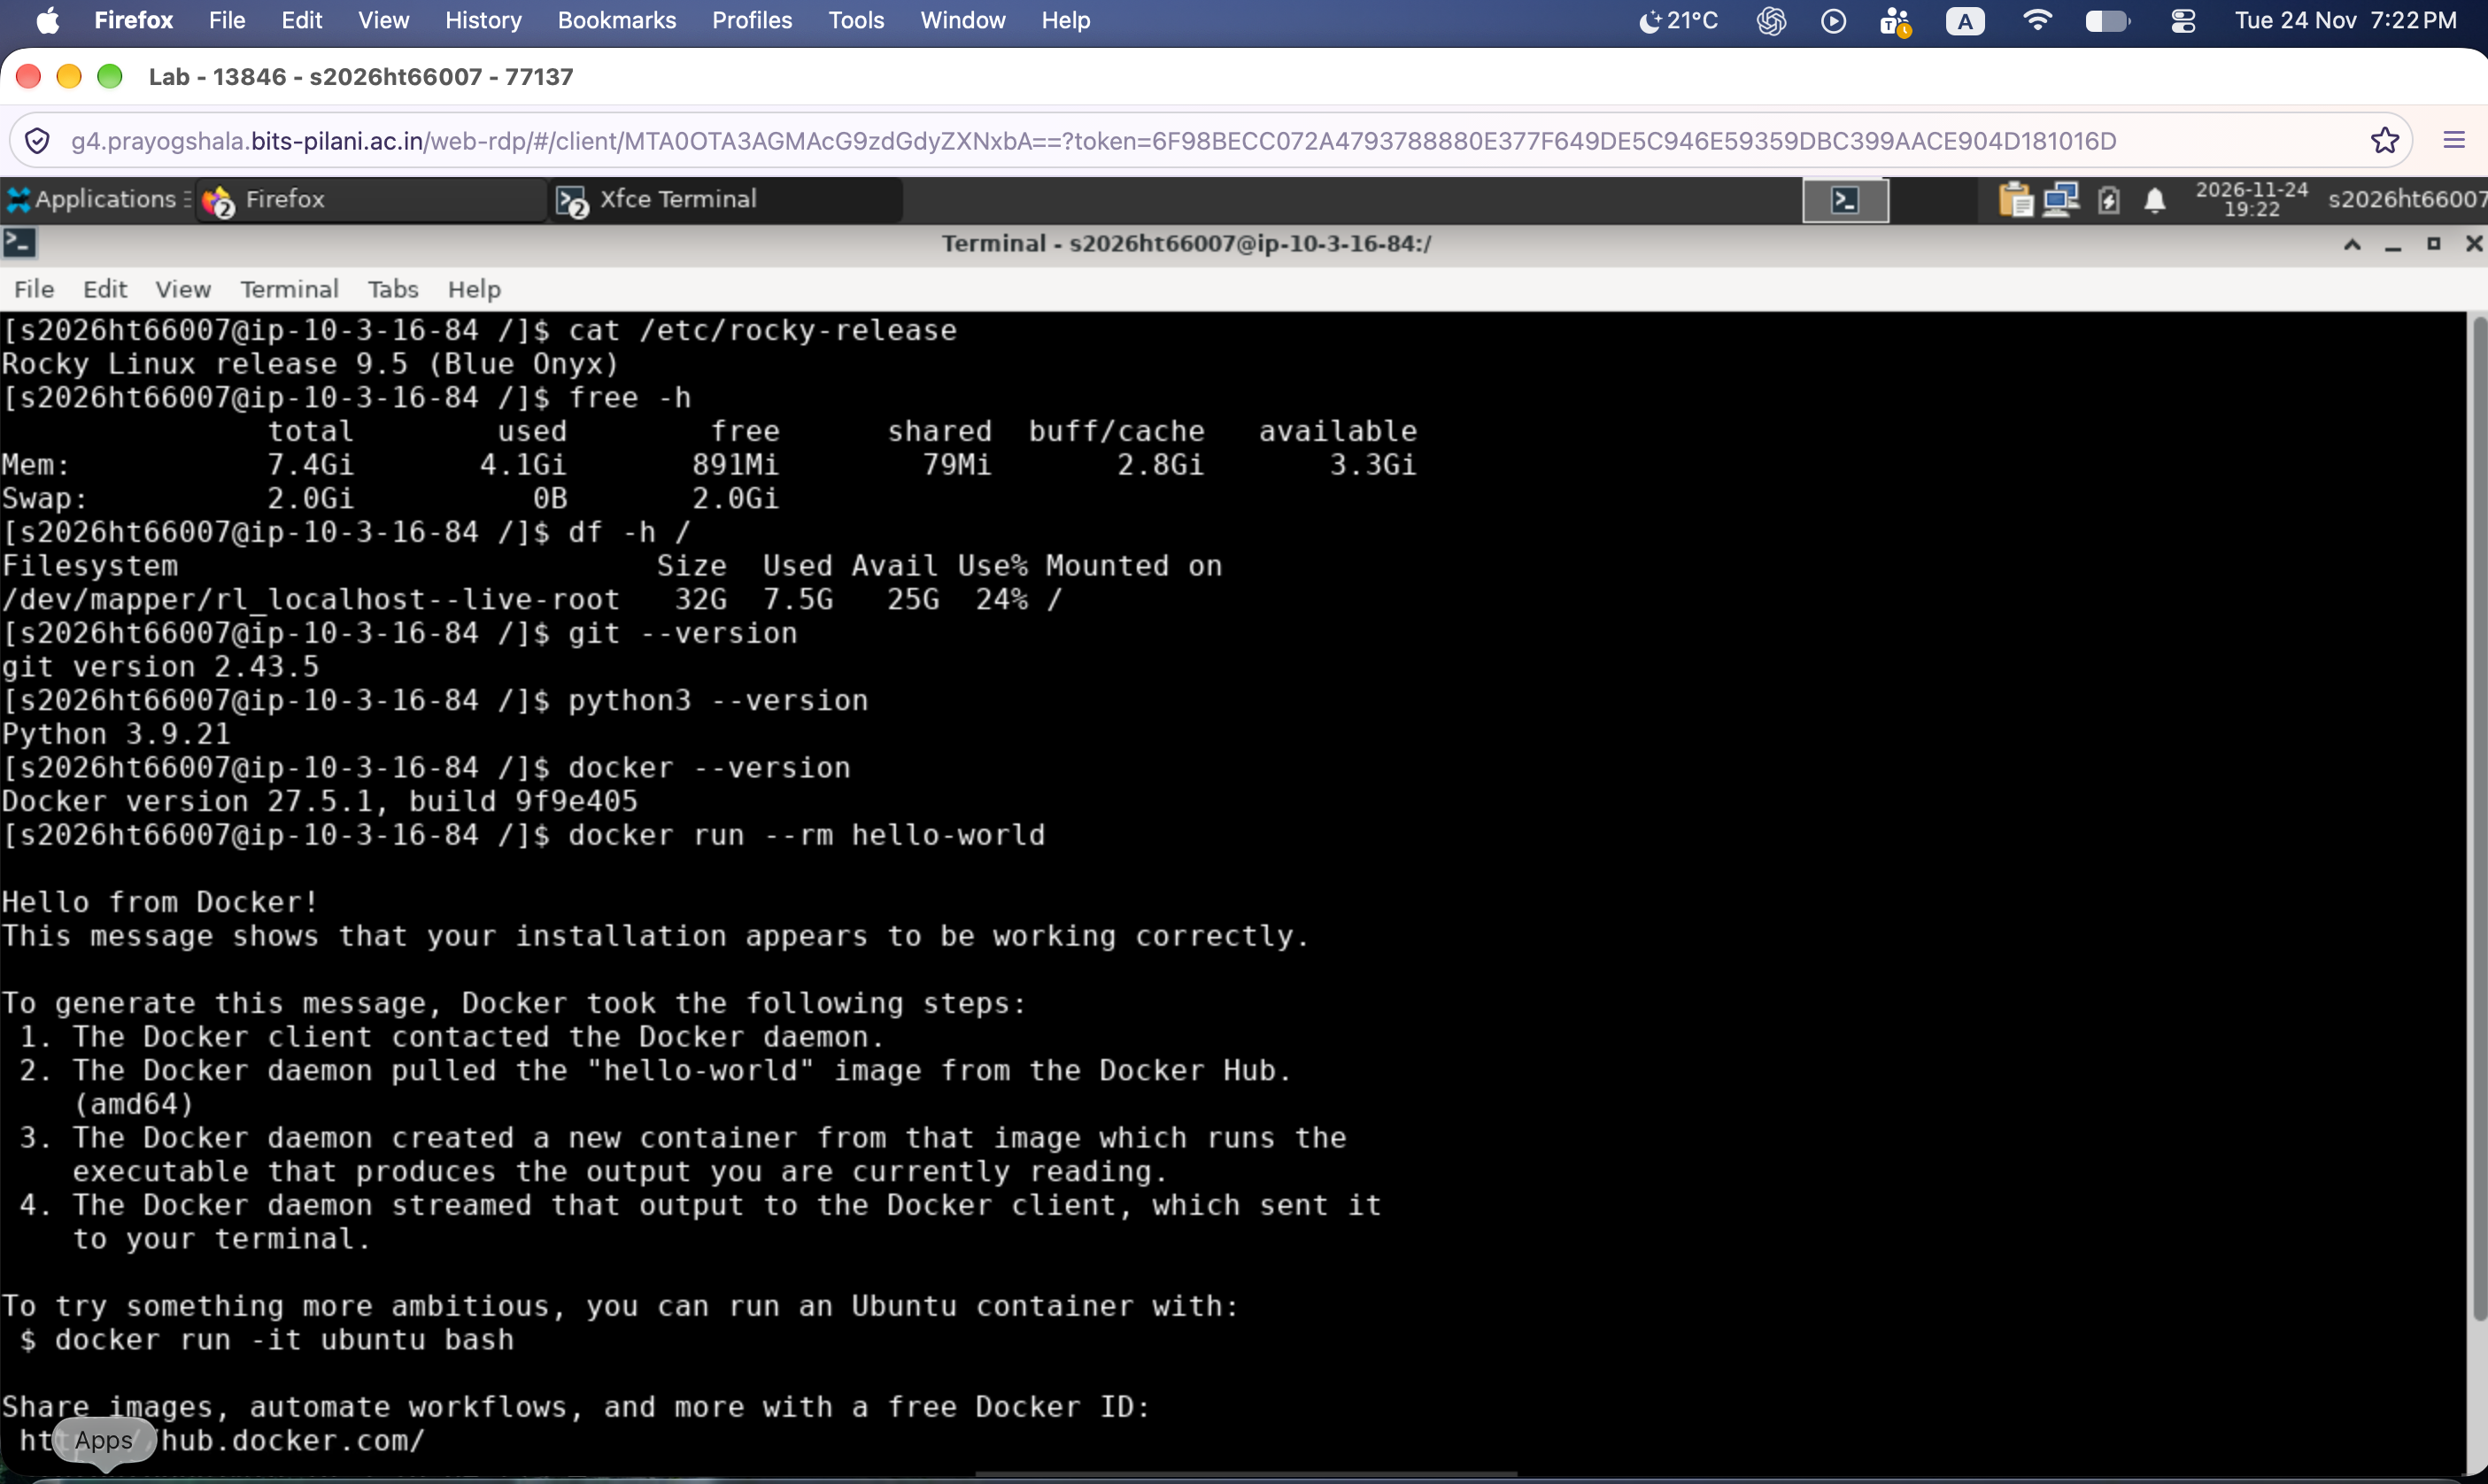 Firefox File Edit View History Bookmarks Profiles Tools Window Help 21°C A Tue 24 Nov 7:22 PM
Lab - 13846 - s2026ht66007 - 77137
g4.prayogshala.bits-pilani.ac.in/web-rdp/#/client/MTA0OTA3AGMAcG9zdGdyZXNxbA==?token=6F98BECC072A4793788880E377F649DE5C946E59359DBC399AACE904D181016D
Applications 2 Firefox 2 Xfce Terminal 2026-11-24 19:22 s2026ht66007
Terminal - s2026ht66007@ip-10-3-16-84:/
File Edit View Terminal Tabs Help
[s2026ht66007@ip-10-3-16-84 /]$ cat /etc/rocky-release
Rocky Linux release 9.5 (Blue Onyx)
[s2026ht66007@ip-10-3-16-84 /]$ free -h
total used free shared buff/cache available
Mem: 7.4Gi 4.1Gi 891Mi 79Mi 2.8Gi 3.3Gi
Swap: 2.0Gi 0B 2.0Gi
[s2026ht66007@ip-10-3-16-84 /]$ df -h /
Filesystem Size Used Avail Use% Mounted on
/dev/mapper/rl_localhost--live-root 32G 7.5G 25G 24% /
[s2026ht66007@ip-10-3-16-84 /]$ git --version
git version 2.43.5
[s2026ht66007@ip-10-3-16-84 /]$ python3 --version
Python 3.9.21
[s2026ht66007@ip-10-3-16-84 /]$ docker --version
Docker version 27.5.1, build 9f9e405
[s2026ht66007@ip-10-3-16-84 /]$ docker run --rm hello-world
Hello from Docker!
This message shows that your installation appears to be working correctly.
To generate this message, Docker took the following steps:
1. The Docker client contacted the Docker daemon.
2. The Docker daemon pulled the "hello-world" image from the Docker Hub.
(amd64)
3. The Docker daemon created a new container from that image which runs the
executable that produces the output you are currently reading.
4. The Docker daemon streamed that output to the Docker client, which sent it
to your terminal.
To try something more ambitious, you can run an Ubuntu container with:
$ docker run -it ubuntu bash
Share images, automate workflows, and more with a free Docker ID:
Apps hub.docker.com/